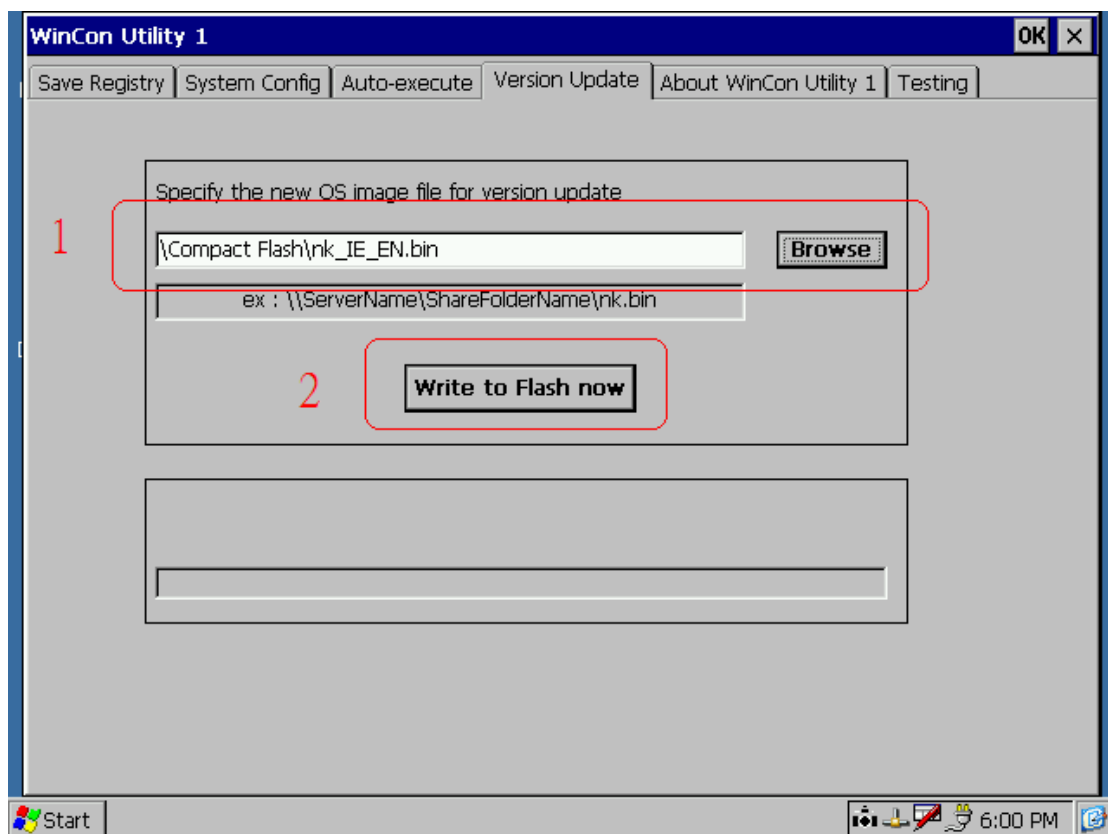 WinCon Utility 1 OK ×
Save Registry System Config Auto-execute Version Update About WinCon Utility 1 Testing
Specify the new OS image file for version update
1
\Compact Flash\nk_IE_EN.bin Browse
ex : \\ServerName\ShareFolderName\nk.bin
2 Write to Flash now
Start 6:00 PM